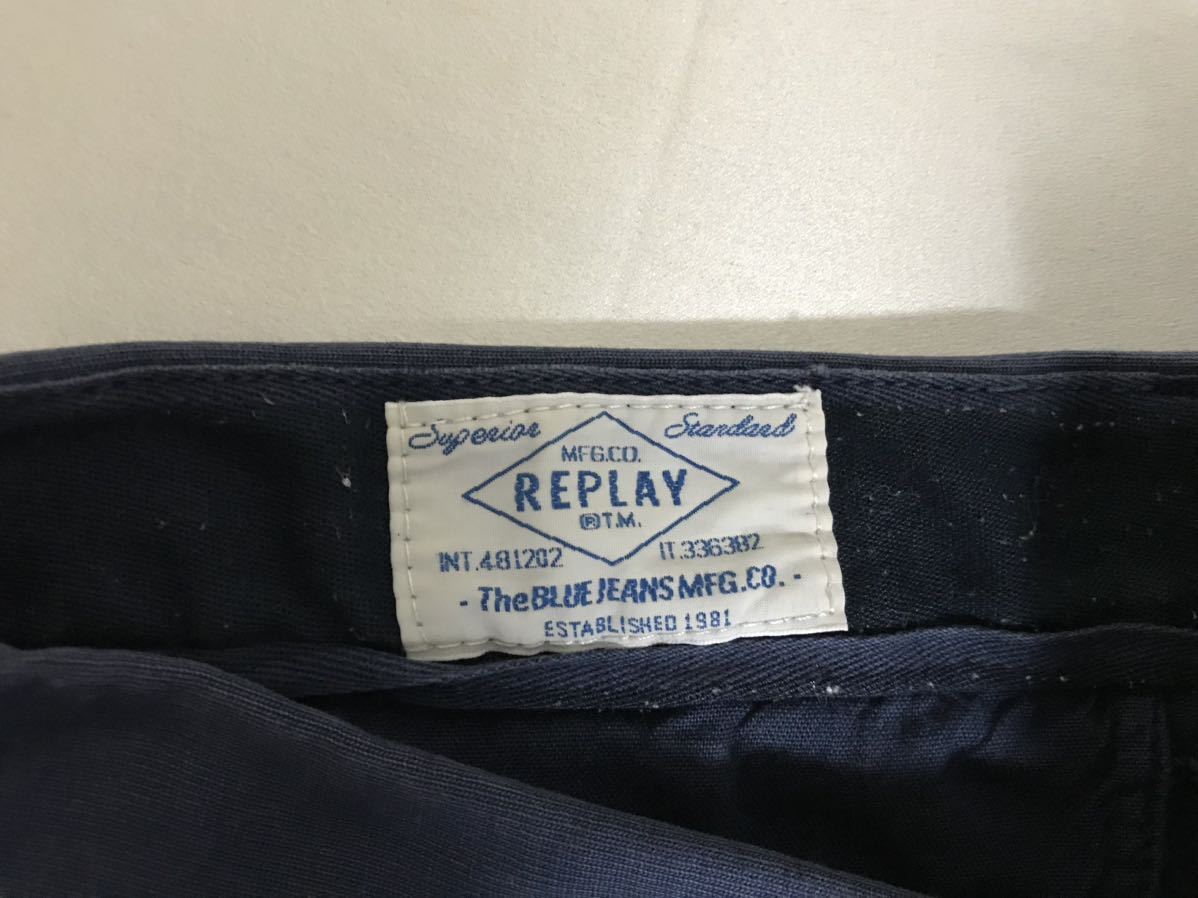 Superior Standard
MFG.CO.
REPLAY
®T.M.
INT.481202 IT.336382
- The BLUE JEANS MFG.CO. -
ESTABLISHED 1981